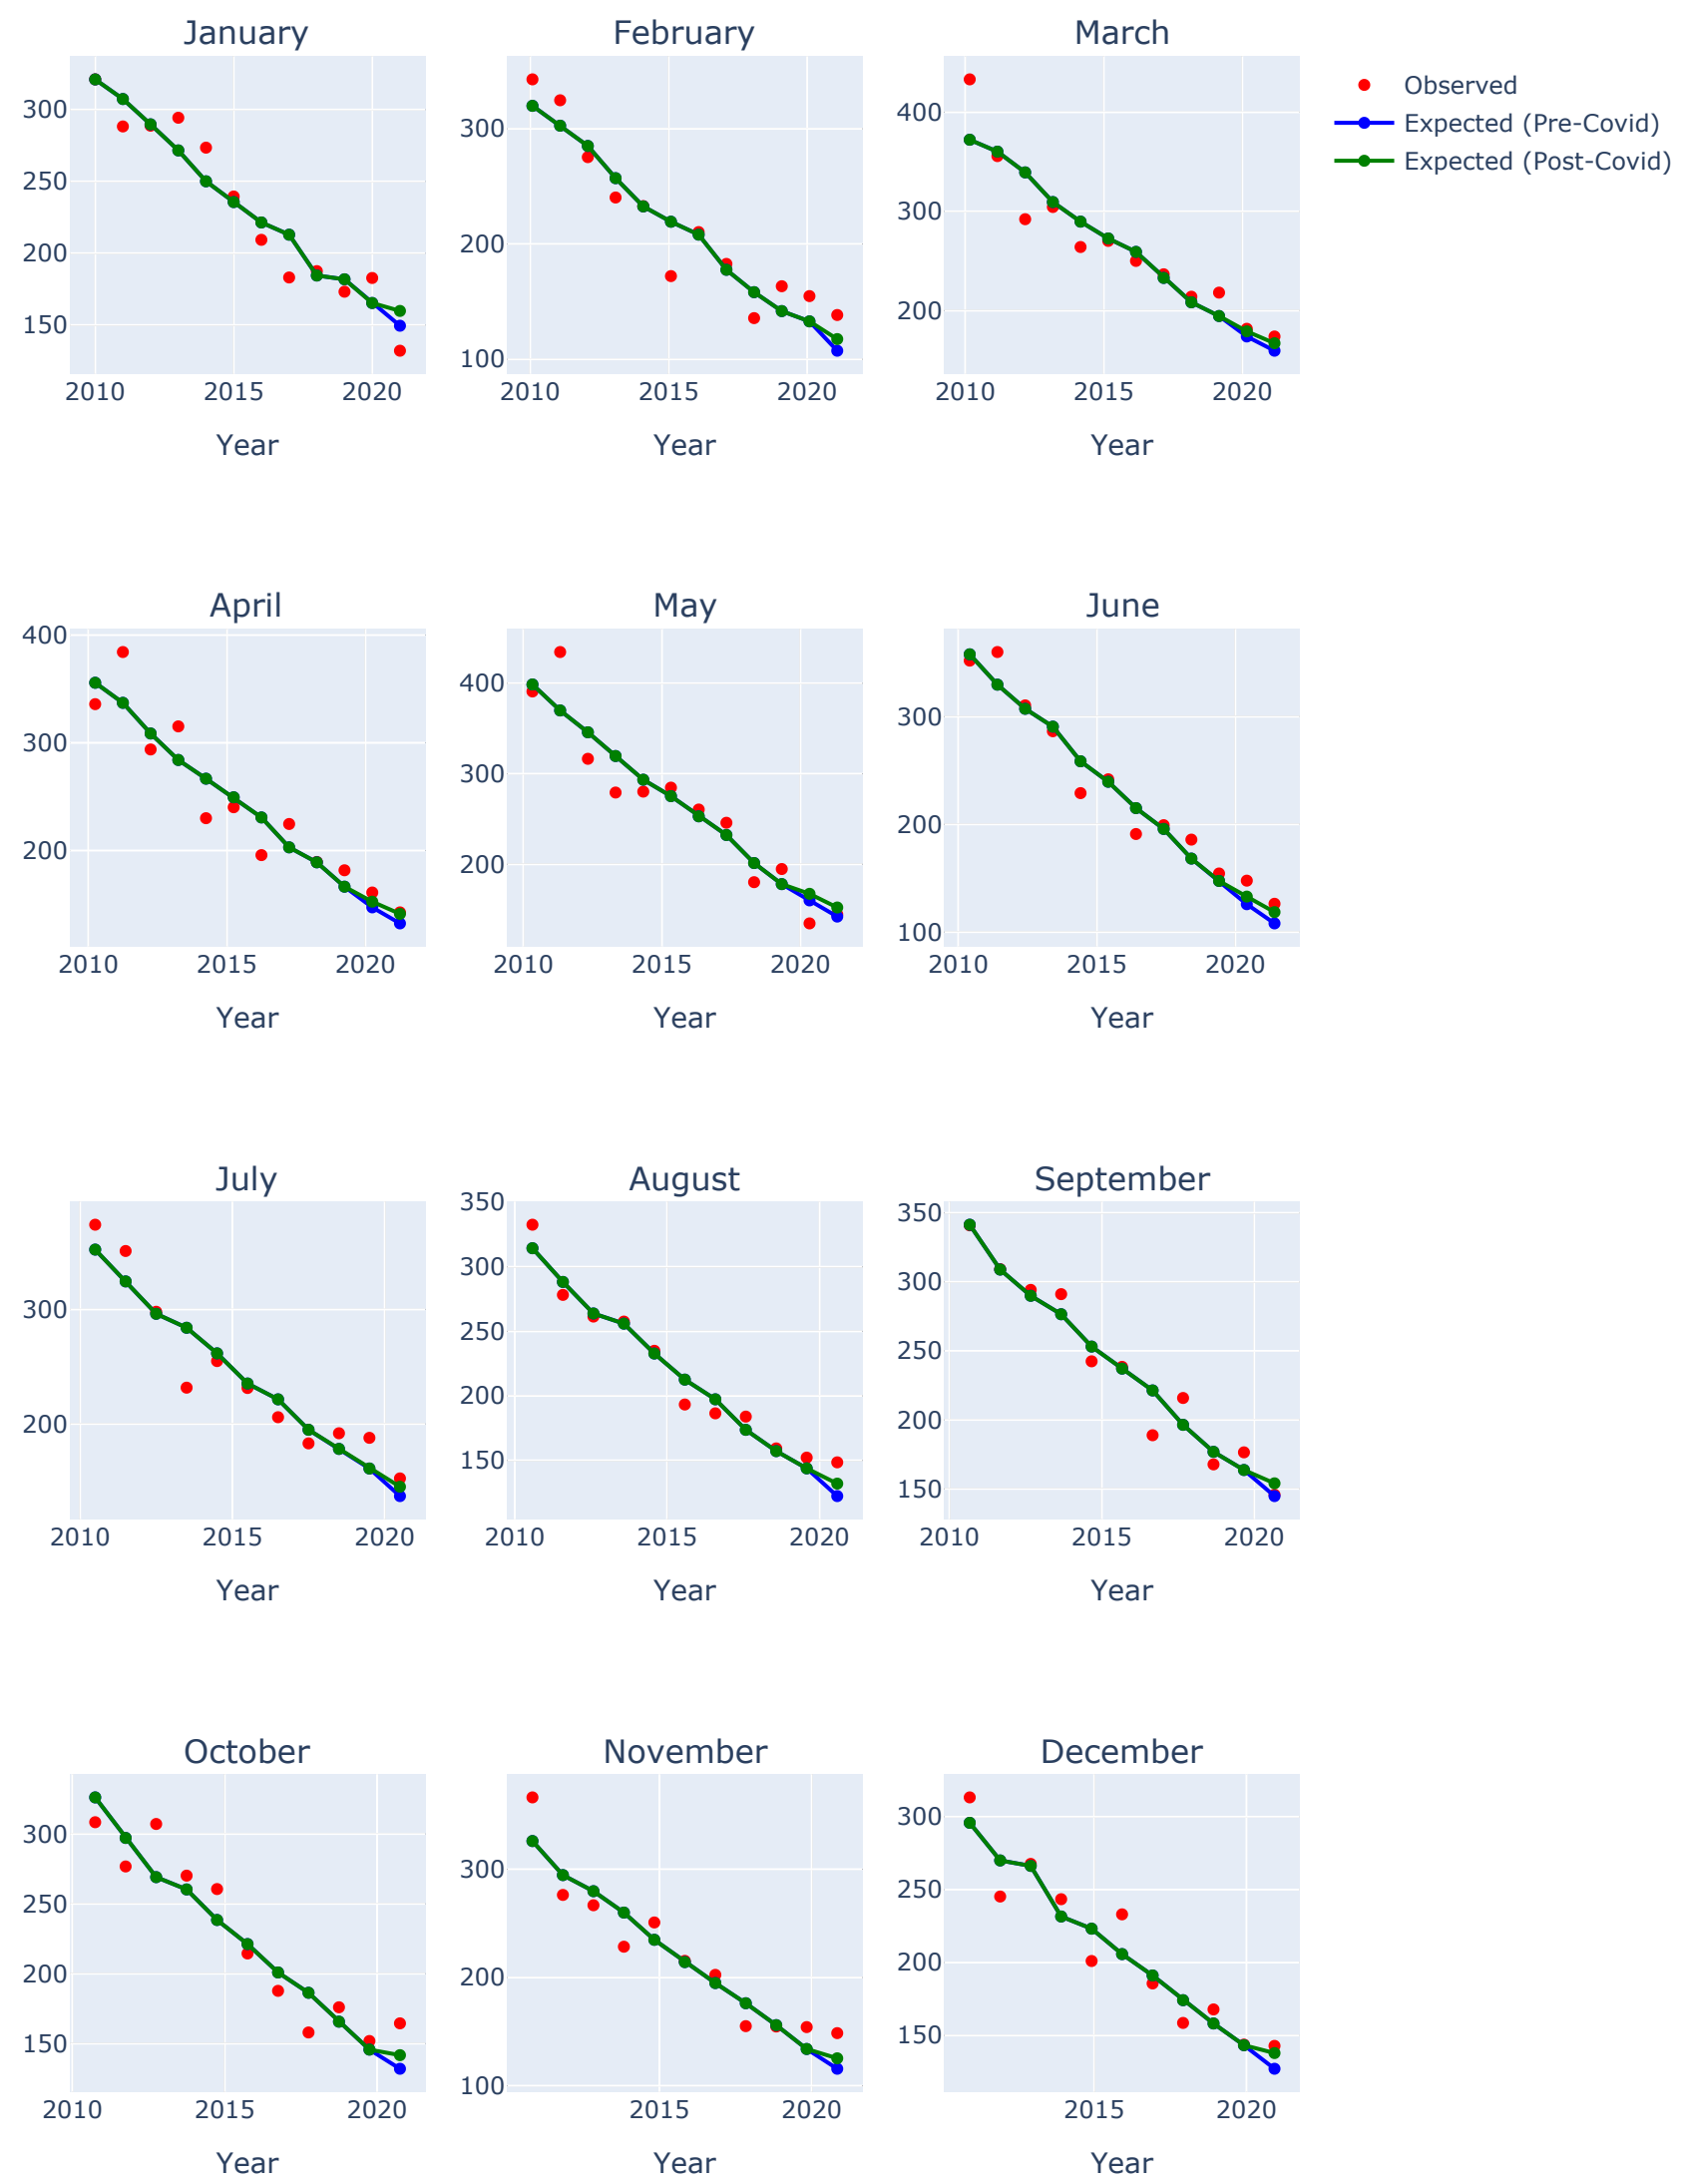 January
February
March
Observed
Expected (Pre-Covid)
Expected (Post-Covid)
300
250
200
150
2010
2015
2020
Year
300
200
100
2010
2015
2020
Year
400
300
200
2010
2015
2020
Year
April
May
June
400
300
200
2010
2015
2020
Year
400
300
200
2010
2015
2020
Year
300
200
100
2010
2015
2020
Year
July
August
September
300
200
2010
2015
2020
Year
350
300
250
200
150
2010
2015
2020
Year
350
300
250
200
150
2010
2015
2020
Year
October
November
December
300
250
200
150
2010
2015
2020
Year
300
200
100
2015
2020
Year
300
250
200
150
2015
2020
Year